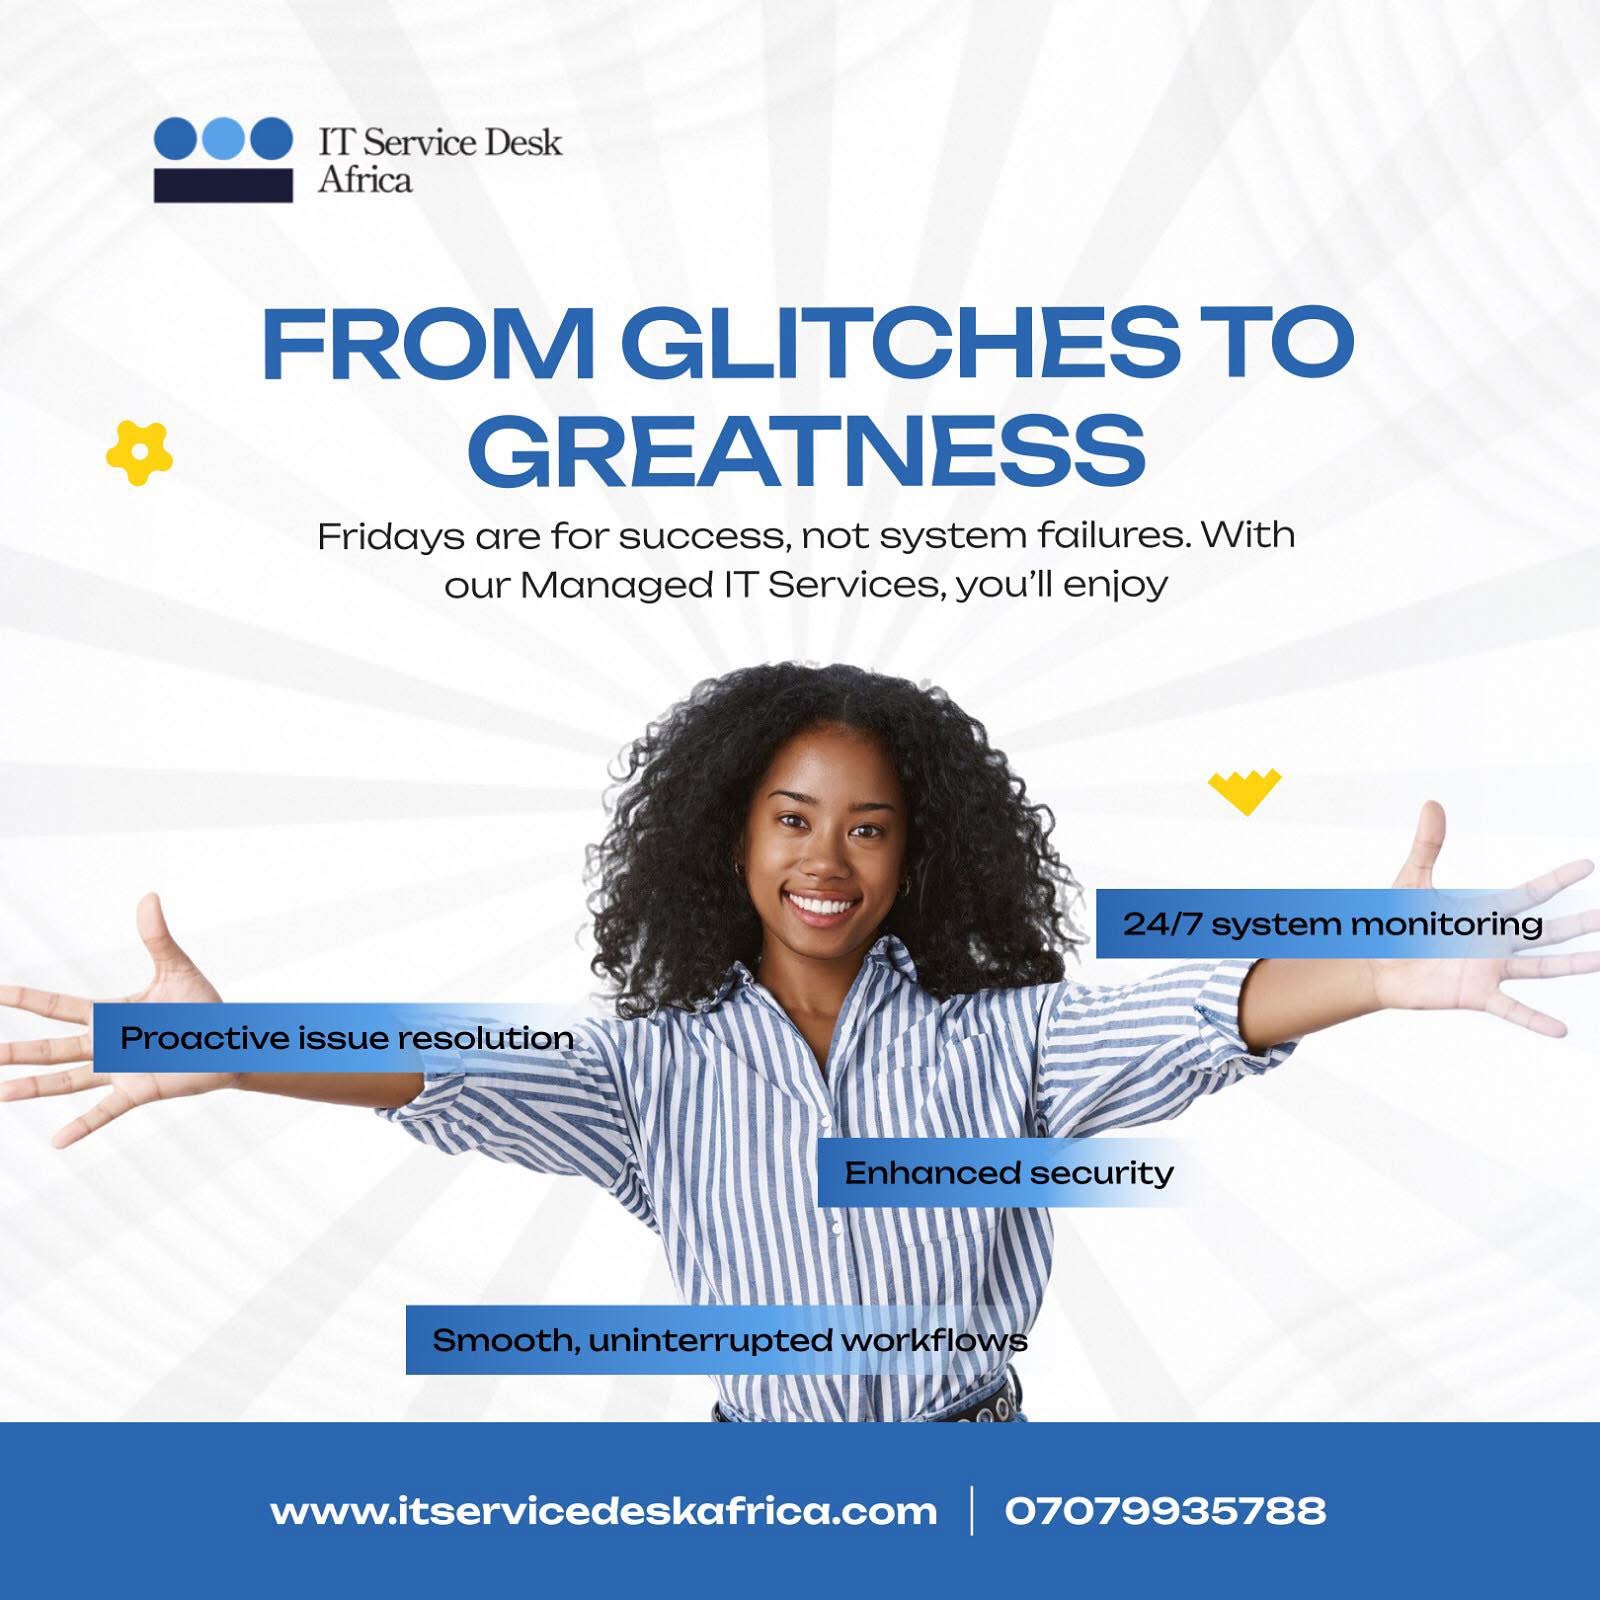 IT Service Desk
Africa
FROM GLITCHES TO
GREATNESS
Fridays are for success, not system failures. With
our Managed IT Services, you’ll enjoy
24/7 system monitoring
Proactive issue resolution
Enhanced security
Smooth, uninterrupted workflows
www.itservicedeskafrica.com | 07079935788